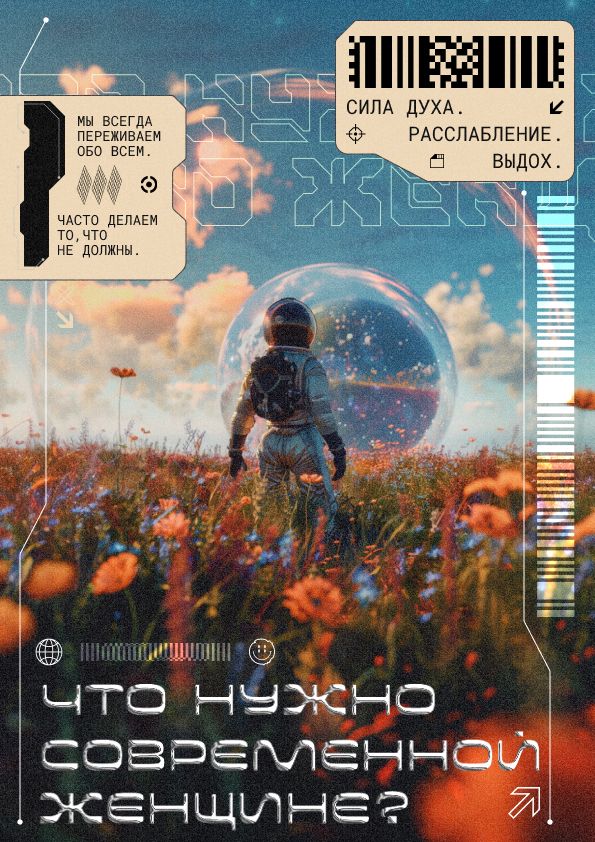 СИЛА ДУХА.
РАССЛАБЛЕНИЕ.
ВЫДОХ.
МЫ ВСЕГДА
ПЕРЕЖИВАЕМ
ОБО ВСЕМ.
ЧАСТО ДЕЛАЕМ
ТО,ЧТО
НЕ ДОЛЖНЫ.
ЧТО НУЖНО
СОВРЕМЕННОЙ
ЖЕНЩИНЕ?